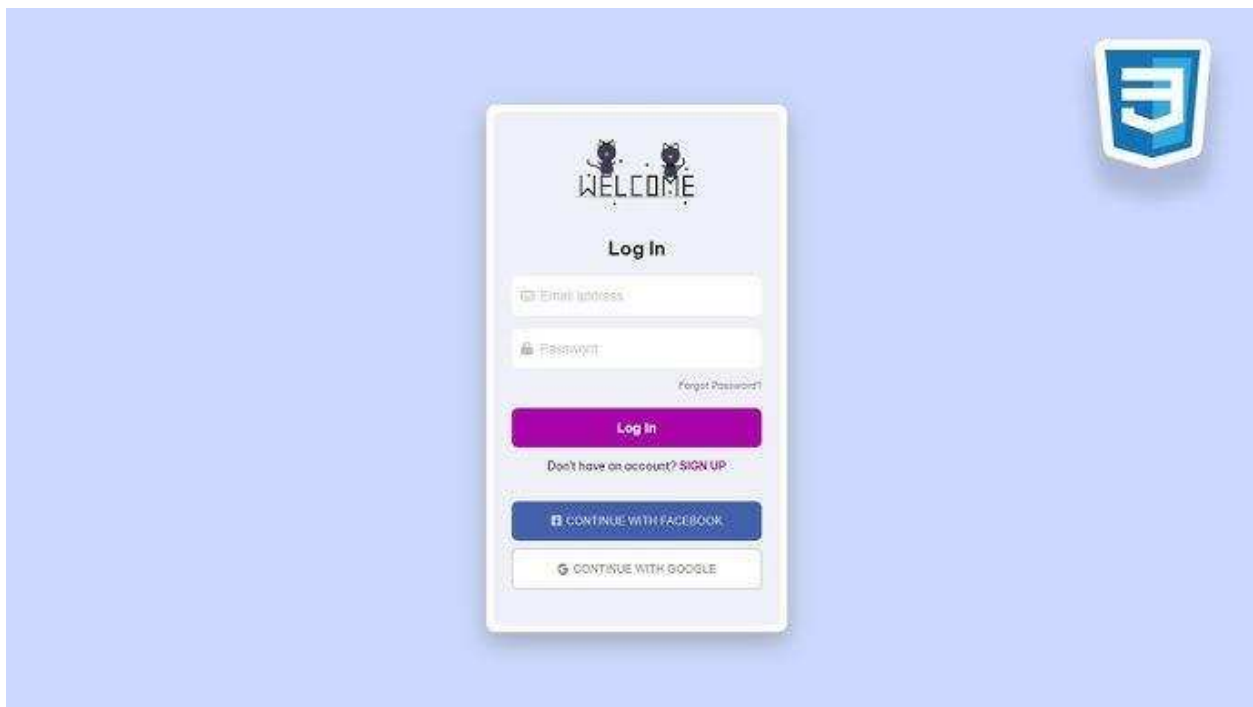 WELCOME
Log In
Email address
Password
Forgot Password?
Log In
Don't have an account? SIGN UP
CONTINUE WITH FACEBOOK
G CONTINUE WITH GOOGLE